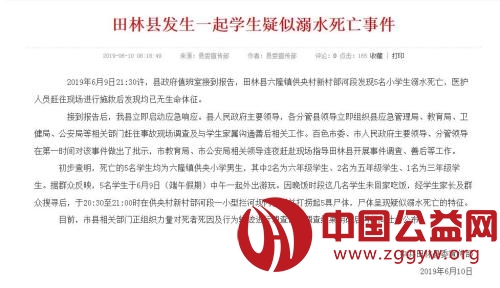 田林县发生一起学生疑似溺水死亡事件
2019-06-10 08:18:49 来源：县委宣传部 作者：县委宣传部 评论：0 点击：165 收藏 | 打印
2019年6月9日21:30许，县政府值班室接到报告，田林县六隆镇供央村新村部河段发现5名小学生溺水死亡，医护
人员赶往现场进行施救后发现均已无生命体征。
接到报告后，我县立即启动应急响应。县人民政府主要领导，各分管县领导立即组织县应急管理局、教育局、卫
健局、公安局等相关部门赶往事故现场调查及与学生家属沟通善后相关工作。百色市委、市人民政府主要领导、分管领导
在第一时间对该事件做出了批示，市教育局、市公安局相关领导连夜赶赴现场指导田林县开展事件调查、善后等工作。
初步查明，死亡的5名学生均为六隆镇供央小学男生，其中2名为六年级学生、2名为五年级学生、1名为三年级学
生。据群众反映，5名学生于6月9日（端午假期）中午一起外出游玩。因晚饭时段这几名学生未回家吃饭，经学生家长及群
众搜寻后，于20:30至21:00时在供央村新村部河段一小型拦河坝
打捞起5具尸体，尸体呈现疑似溺水死亡的特征。
目前，市县相关部门正组织力量对死者死因及行为轨迹进行调查
中国公益网
www.zggyw.org
2019年6月10日